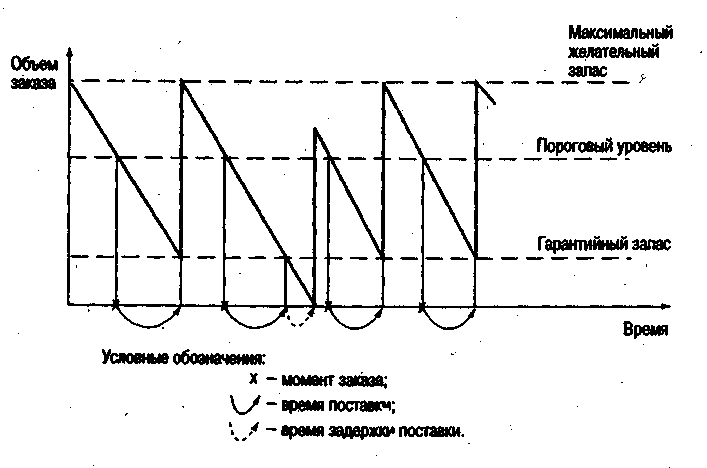 Максимальный
желательный
запас
Объем
заказа
Пороговый уровень
Гарантийный запас
Время
Условные обозначения:
х – момент заказа;
– время поставки;
– время задержки поставки.